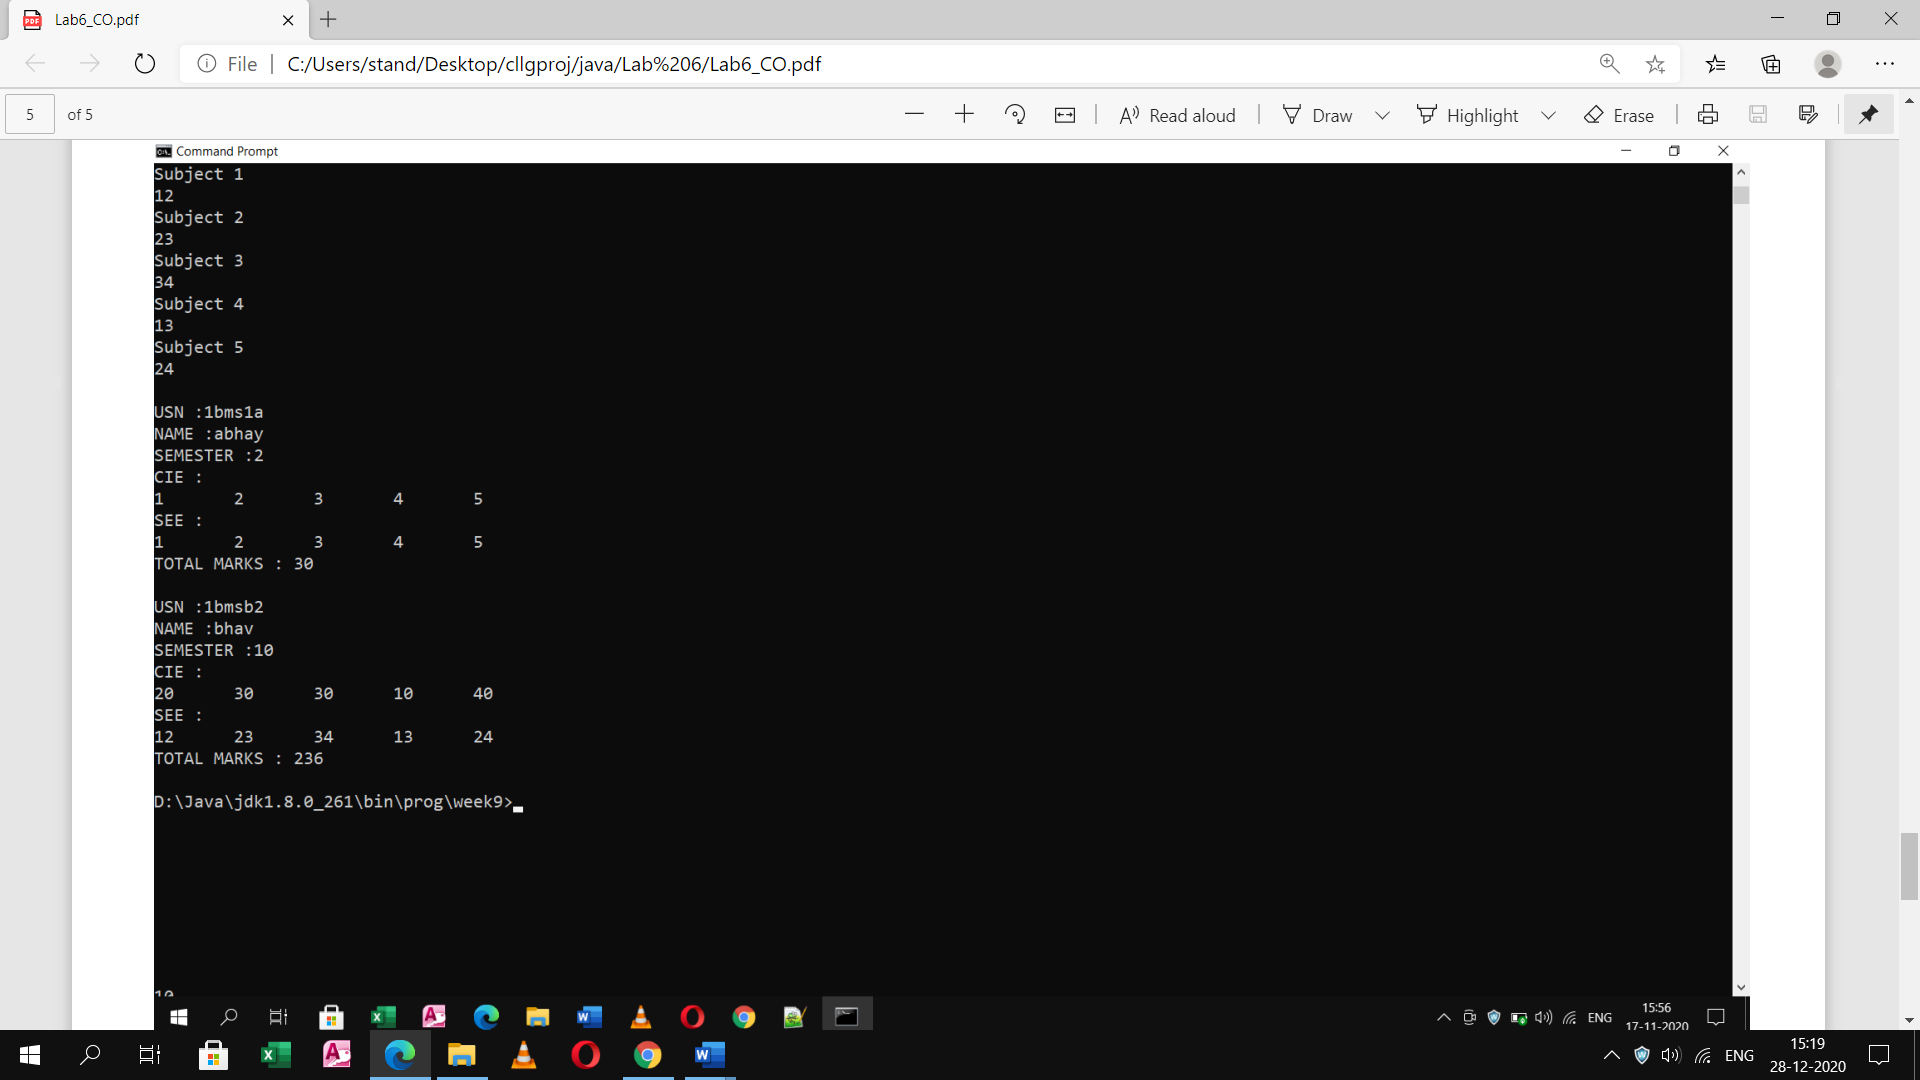 Lab6_CO.pdf
File
C:/Users/stand/Desktop/cllgproj/java/Lab%206/Lab6_CO.pdf
5 of 5
Read aloud
Draw
Highlight
Erase
Command Prompt
Subject 1
12
Subject 2
23
Subject 3
34
Subject 4
13
Subject 5
24
USN :1bms1a
NAME :abhay
SEMESTER :2
CIE :
1 2 3 4 5
SEE :
1 2 3 4 5
TOTAL MARKS : 30
USN :1bmsb2
NAME :bhav
SEMESTER :10
CIE :
20 30 30 10 40
SEE :
12 23 34 13 24
TOTAL MARKS : 236
D:\Java\jdk1.8.0_261\bin\prog\week9>
ENG
15:56
17-11-2020
ENG
15:19
28-12-2020